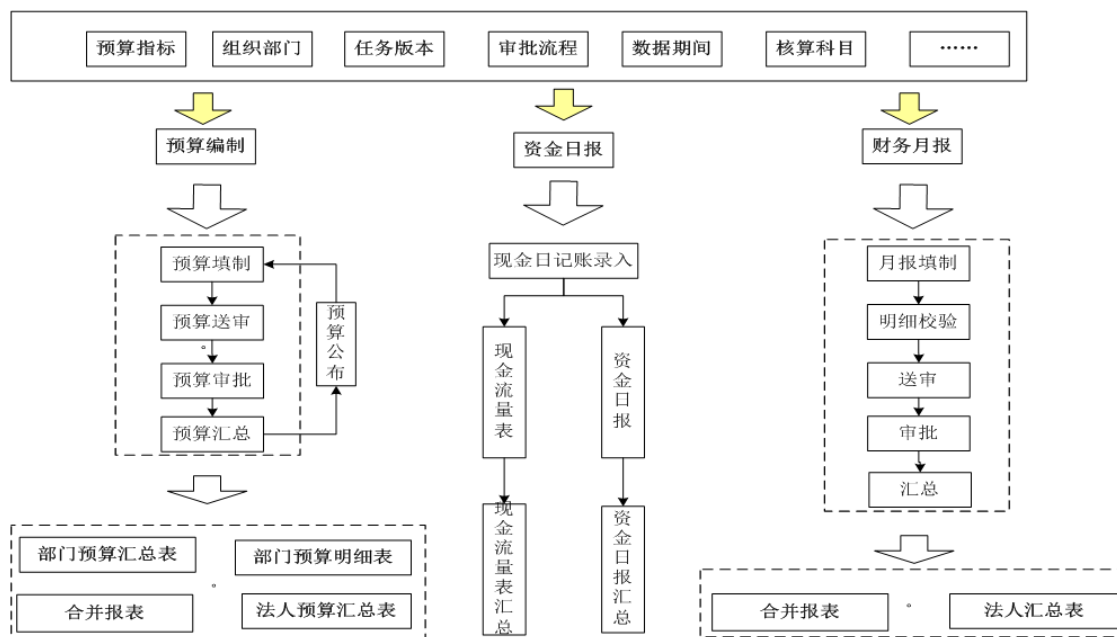 预算指标
组织部门
任务版本
审批流程
数据期间
核算科目
……
预算编制
资金日报
财务月报
预算填制
预算送审
预算审批
预算汇总
预算公布
现金日记账录入
现金流量表
资金日报
现金流量表汇总
资金日报汇总
月报填制
明细校验
送审
审批
汇总
部门预算汇总表
部门预算明细表
合并报表
法人预算汇总表
合并报表
法人汇总表